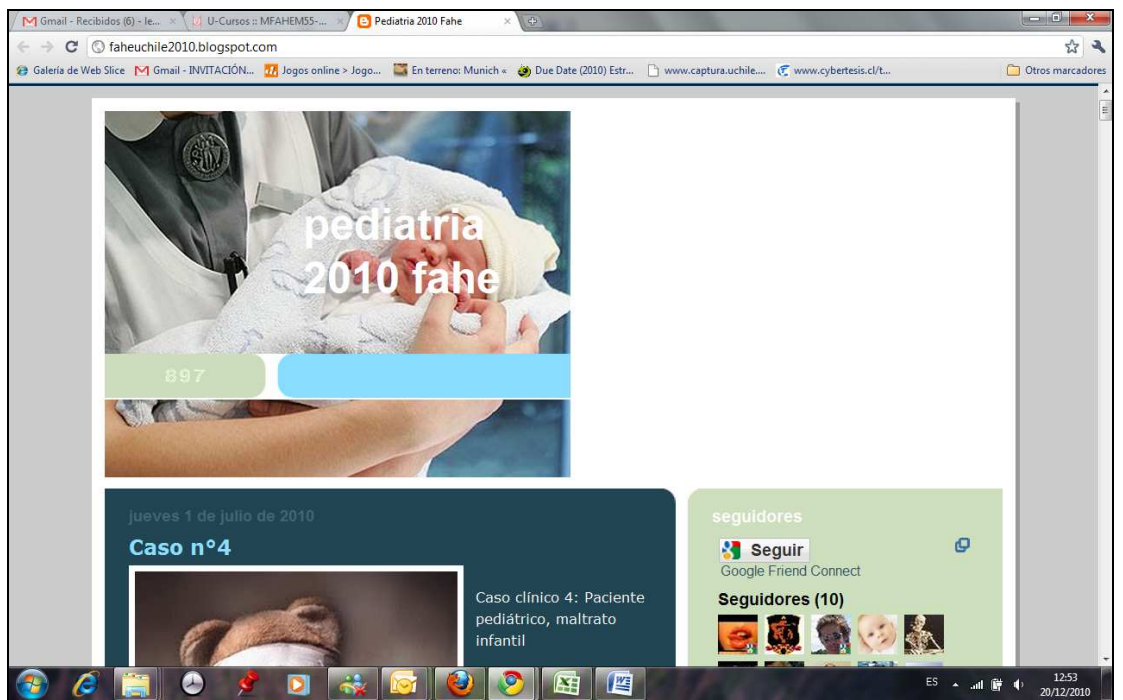 Gmail - Recibidos (6) - le...
U-Cursos :: MFAHEM55-...
Pediatria 2010 Fahe
faheuchile2010.blogspot.com
Galería de Web Slice
Gmail - INVITACIÓN...
Jogos online > Jogo...
En terreno: Munich «
Due Date (2010) Estr...
www.captura.uchile....
www.cybertesis.cl/t...
Otros marcadores
pediatria
2010 fahe
897
jueves 1 de julio de 2010
Caso nº4
Caso clínico 4: Paciente
pediátrico, maltrato
infantil
seguidores
Seguir
Google Friend Connect
Seguidores (10)
ES
12:53
20/12/2010